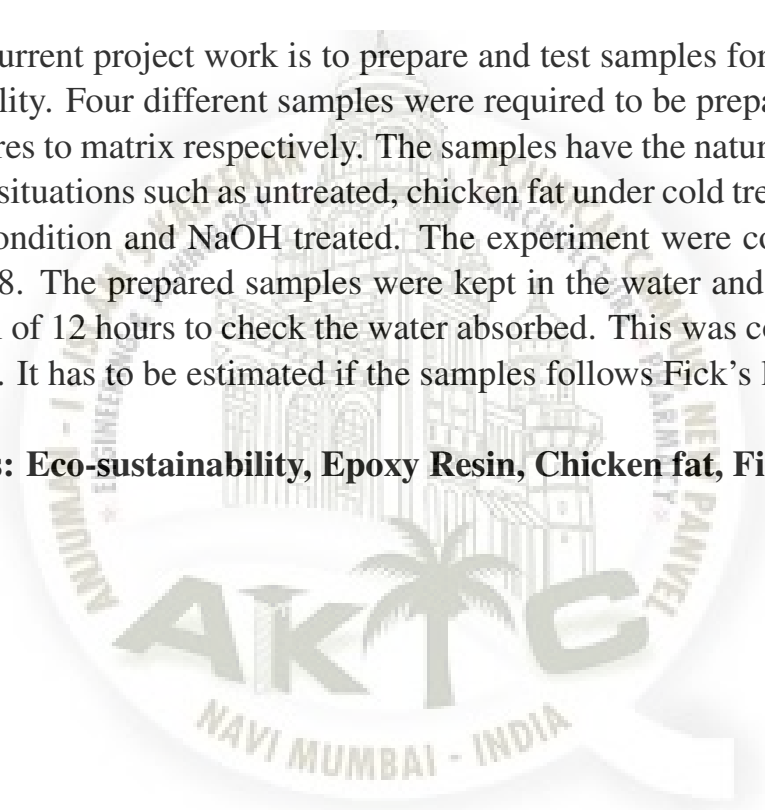 urrent project work is to prepare and test samples for
lity. Four different samples were required to be prepa
res to matrix respectively. The samples have the natur
situations such as untreated, chicken fat under cold tre
ondition and NaOH treated. The experiment were co
8. The prepared samples were kept in the water and
of 12 hours to check the water absorbed. This was co
. It has to be estimated if the samples follows Fick's
: Eco-sustainability, Epoxy Resin, Chicken fat, Fi
AKTC
NAVI MUMBAI - INDIA